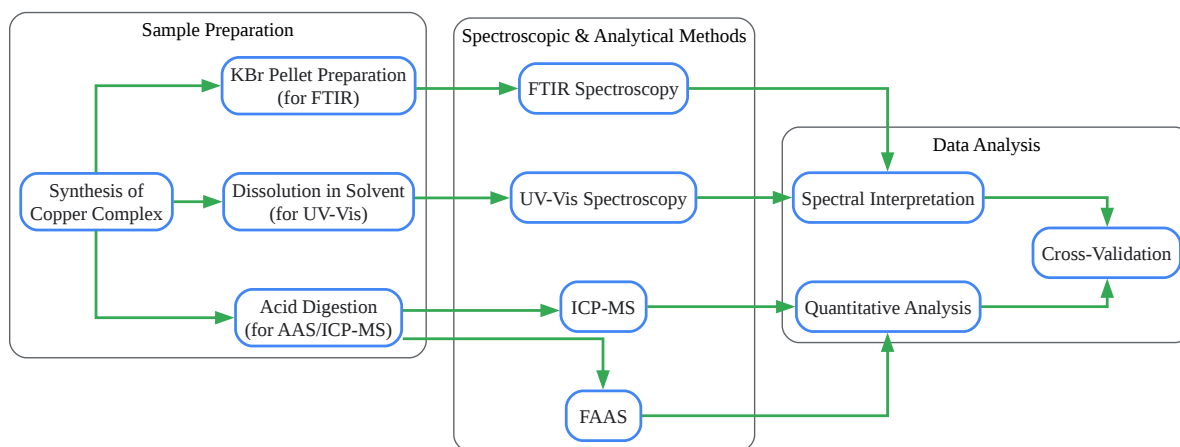 Sample Preparation
Synthesis of
Copper Complex
KBr Pellet Preparation
(for FTIR)
Dissolution in Solvent
(for UV-Vis)
Acid Digestion
(for AAS/ICP-MS)
Spectroscopic & Analytical Methods
FTIR Spectroscopy
UV-Vis Spectroscopy
ICP-MS
FAAS
Data Analysis
Spectral Interpretation
Quantitative Analysis
Cross-Validation